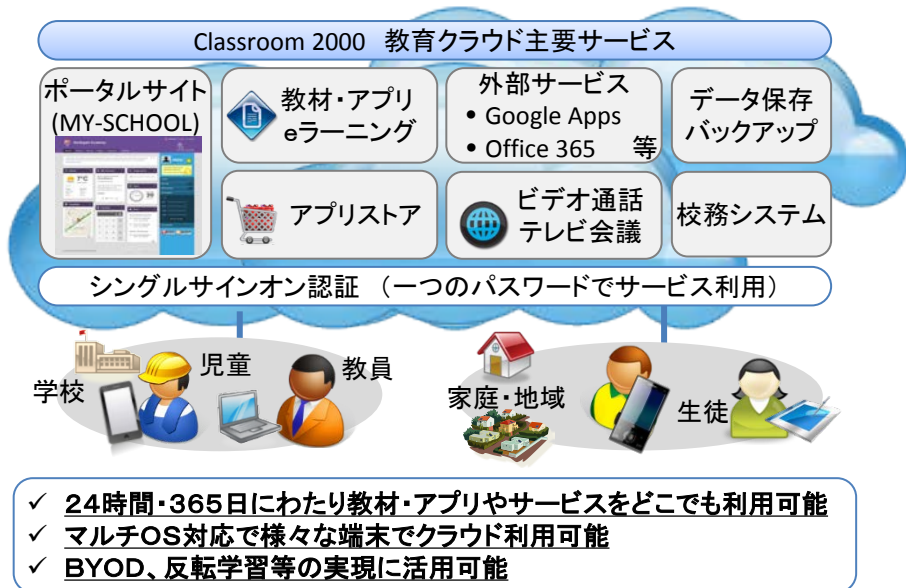 Classroom 2000 教育クラウド主要サービス
ポータルサイト
(MY-SCHOOL)
教材・アプリ
eラーニング
外部サービス
• Google Apps
• Office 365 等
データ保存
バックアップ
アプリストア
ビデオ通話
テレビ会議
校務システム
シングルサインオン認証 (一つのパスワードでサービス利用)
学校
児童
教員
家庭・地域
生徒
✓ 24時間・365日にわたり教材・アプリやサービスをどこでも利用可能
✓ マルチOS対応で様々な端末でクラウド利用可能
✓ BYOD、反転学習等の実現に活用可能